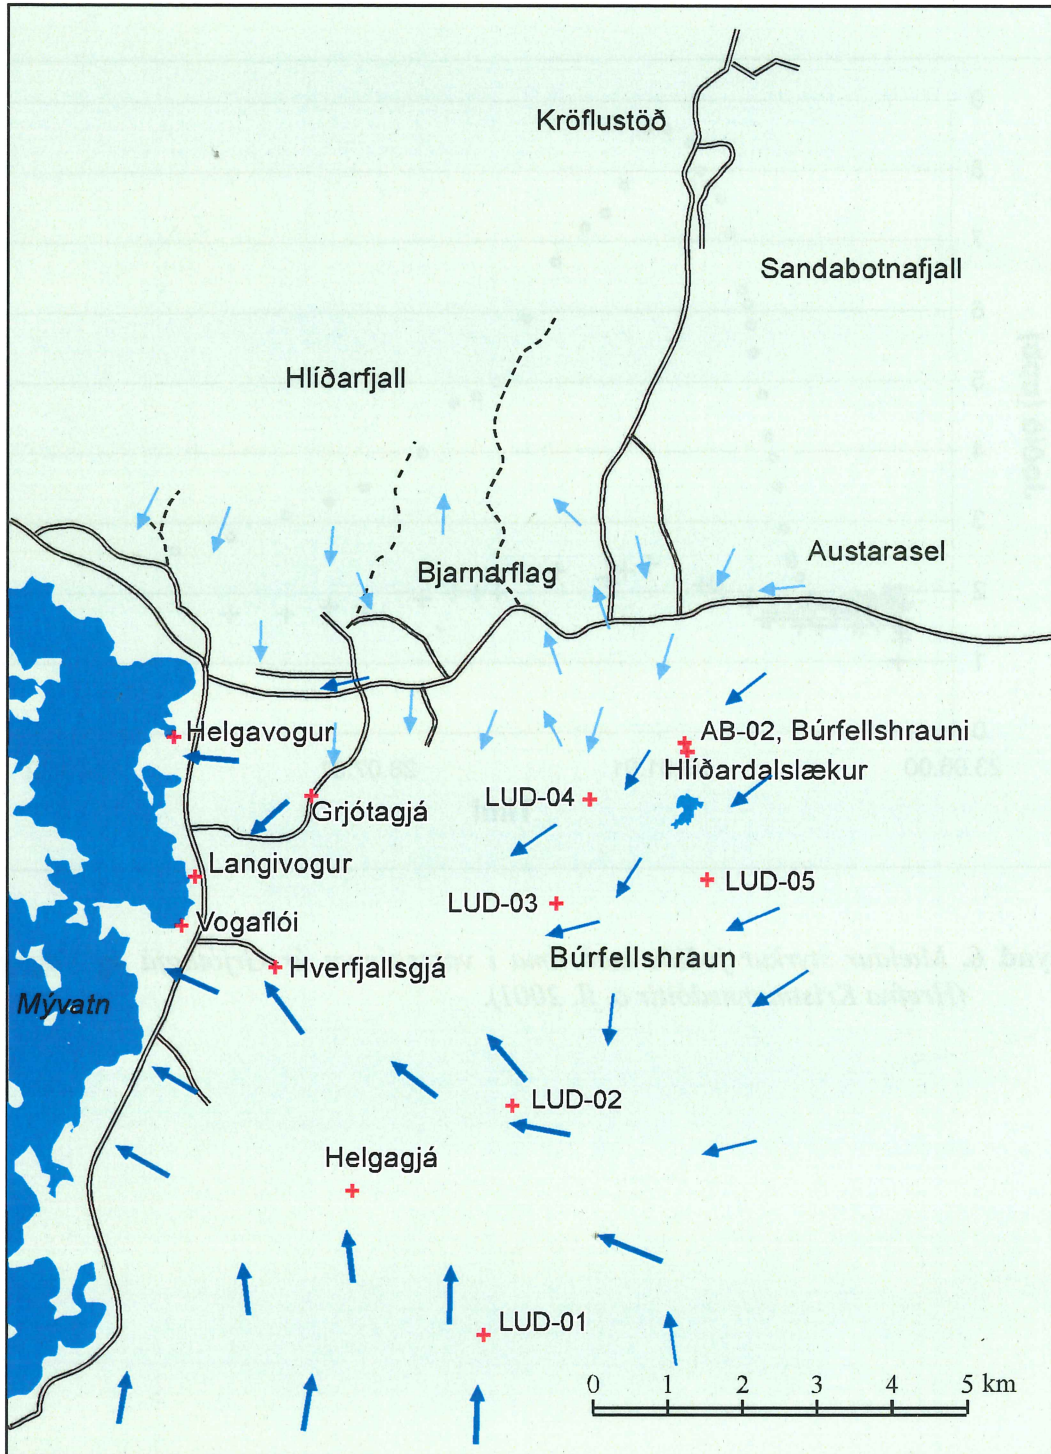 Kröflustöð
Sandabotnafjall
Hlíðarfjall
Austarasel
Bjarnarflag
Helgavogur
AB-02, Búrfellshrauni
Hlíðardalslækur
LUD-04
Grjótagjá
Langivogur
LUD-05
LUD-03
Vogaflói
Búrfellshraun
Hverfjallsgjá
Mývatn
LUD-02
Helgagjá
LUD-01
0 1 2 3 4 5 km